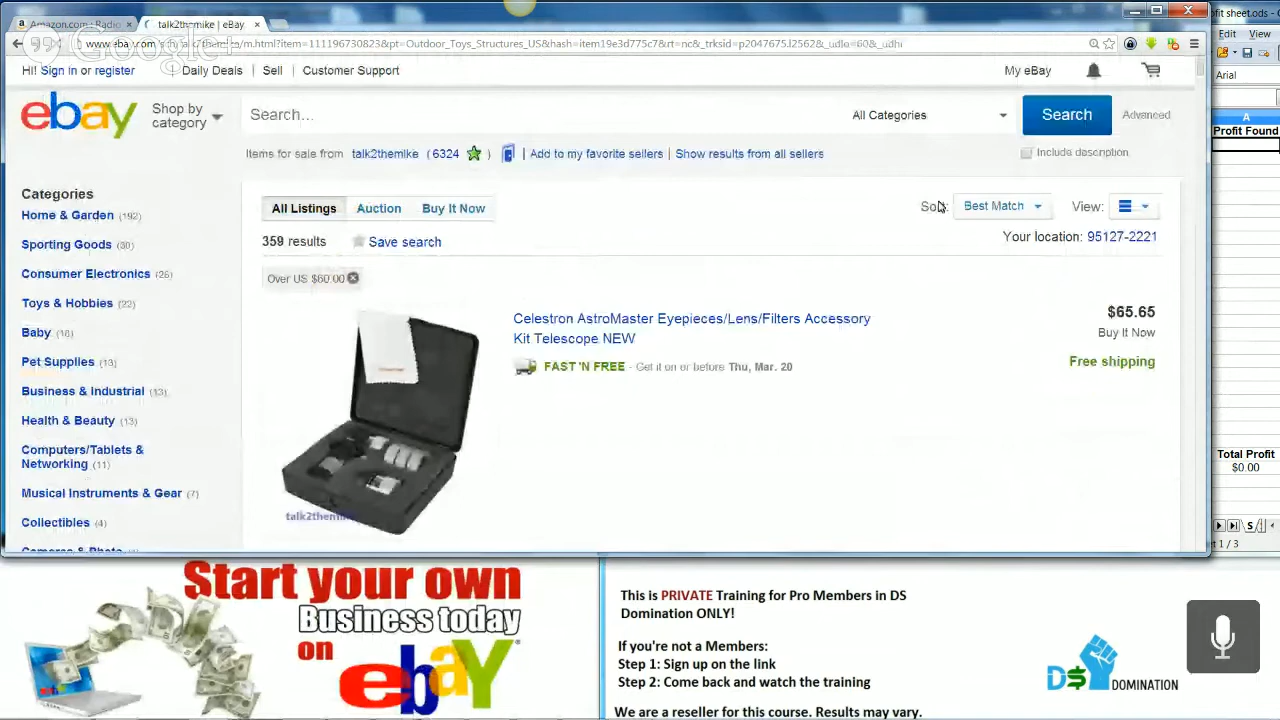 Amazon.com: Radio
talk2themike | eBay
Google+
ofit sheet.ods - C
Edit View
Hi! Sign in or register
Daily Deals
Sell
Customer Support
My eBay
Arial
ebay
Shop by category
Search...
All Categories
Search
Advanced
A
Profit Found
Items for sale from talk2themike (6324
)
Add to my favorite sellers
Show results from all sellers
Include description
Categories
Home & Garden (192)
Sporting Goods (30)
Consumer Electronics (26)
Toys & Hobbies (22)
Baby (16)
Pet Supplies (13)
Business & Industrial (13)
Health & Beauty (13)
Computers/Tablets &
Networking (11)
Musical Instruments & Gear (7)
Collectibles (4)
Cameras & Photo
All Listings
Auction
Buy It Now
Best Match
View:
359 results
Save search
Your location: 95127-2221
Over US $60.00
Celestron AstroMaster Eyepieces/Lens/Filters Accessory
Kit Telescope NEW
FAST 'N FREE - Get it on or before Thu, Mar. 20
$65.65
Buy It Now
Free shipping
talk2themike
Total Profit
$0.00
Start your own
Business today
on ebay
This is PRIVATE Training for Pro Members in DS
Domination ONLY!
If you're not a Members:
Step 1: Sign up on the link
Step 2: Come back and watch the training
We are a reseller for this course. Results may vary.
D$ DOMINATION